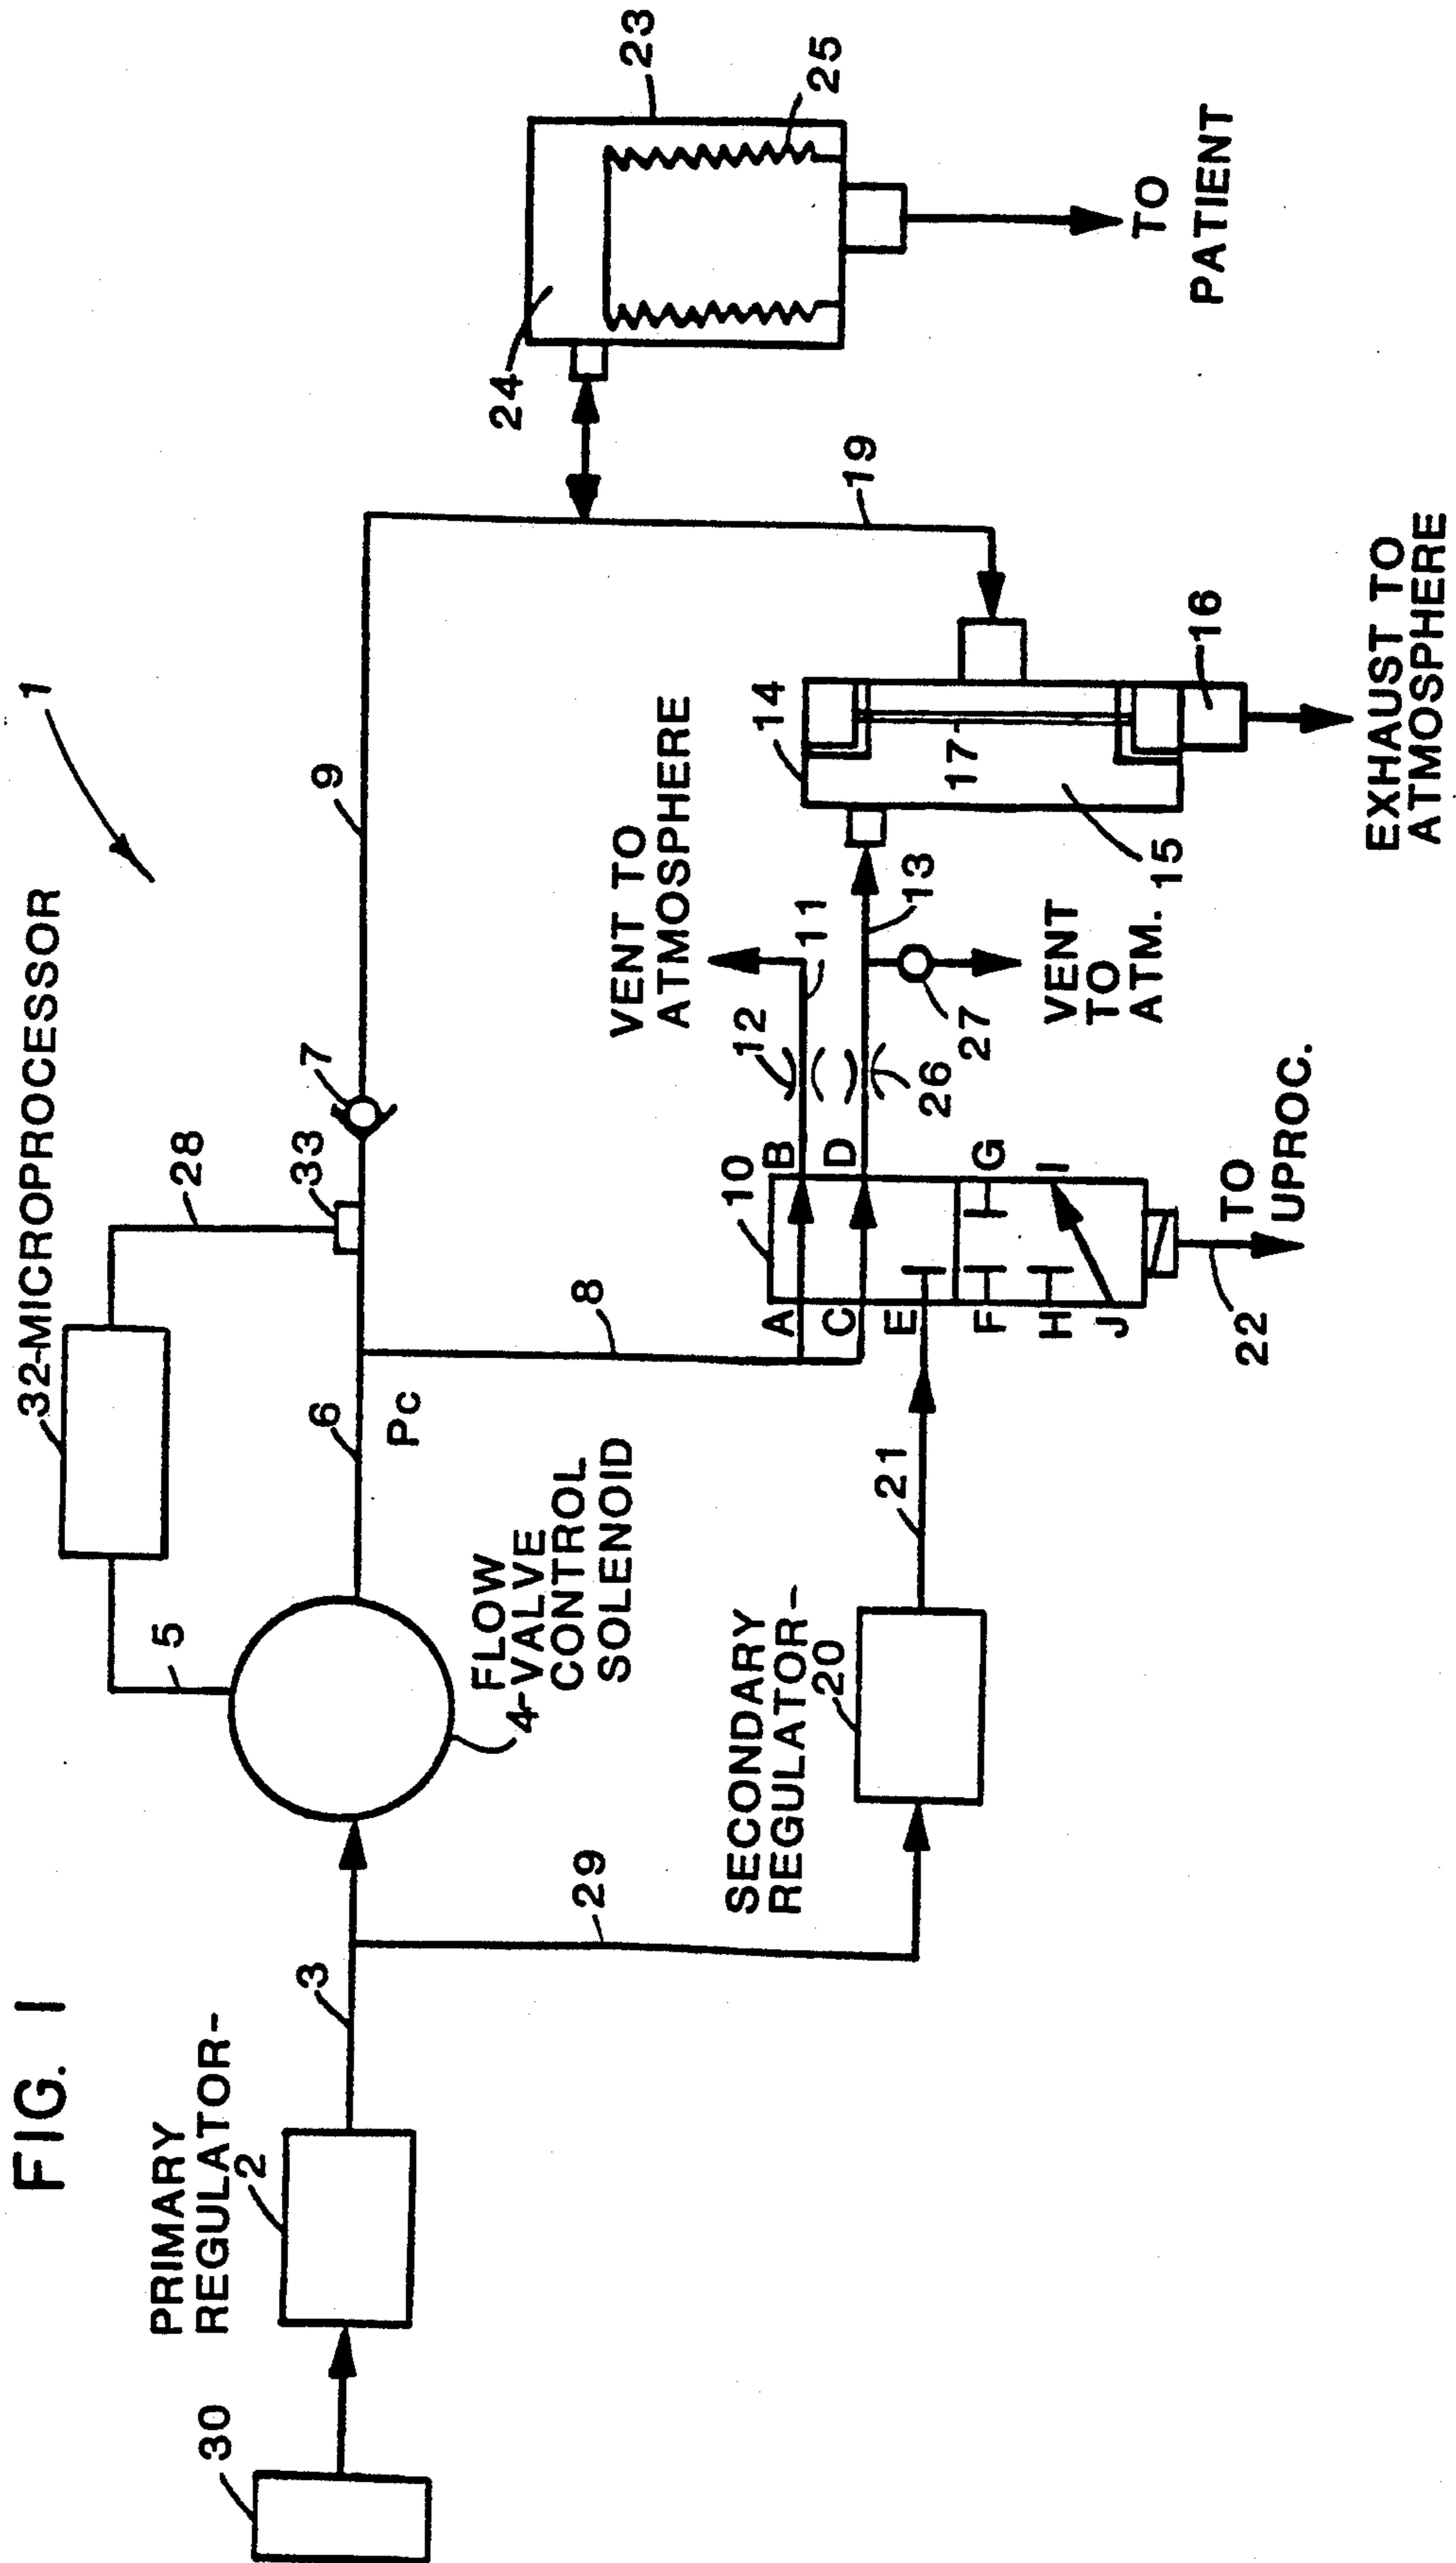 FIG. 1
1
32-MICROPROCESSOR
5
28
33
7
9
30
PRIMARY
REGULATOR-
2
3
6
Pc
FLOW
4-VALVE
CONTROL
SOLENOID
29
8
SECONDARY
REGULATOR-
20
21
10
A
B
C
D
E
F
G
H
I
J
22
TO
UPROC.
12
11
VENT TO
ATMOSPHERE
26
13
27
VENT
TO
ATM.
14
15
17
16
EXHAUST TO
ATMOSPHERE
19
24
23
25
TO
PATIENT